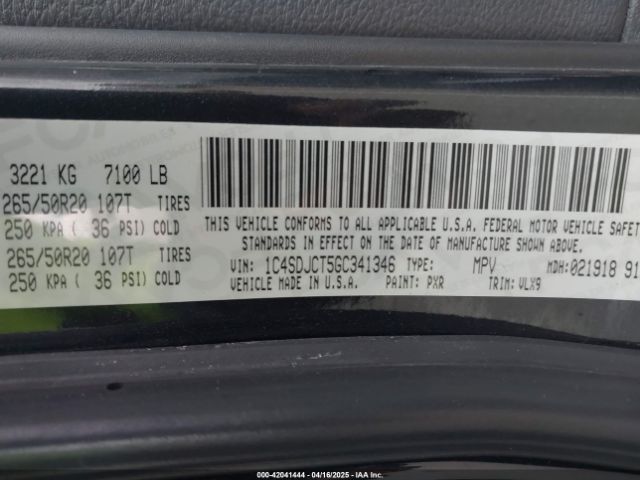 3221 KG 7100 LB
265/50R20 107T TIRES
250 KPA ( 36 PSI) COLD
265/50R20 107T TIRES
250 KPA ( 36 PSI) COLD
THIS VEHICLE CONFORMS TO ALL APPLICABLE U.S.A. FEDERAL MOTOR VEHICLE SAFET
STANDARDS IN EFFECT ON THE DATE OF MANUFACTURE SHOWN ABOVE.
VIN: 1C4SDJCT5GC341346 TYPE: MPV MDH: 021918 91
VEHICLE MADE IN U.S.A. PAINT: PXR TRIM: VLX9
000-42041444 - 04/16/2025 - IAAI.com